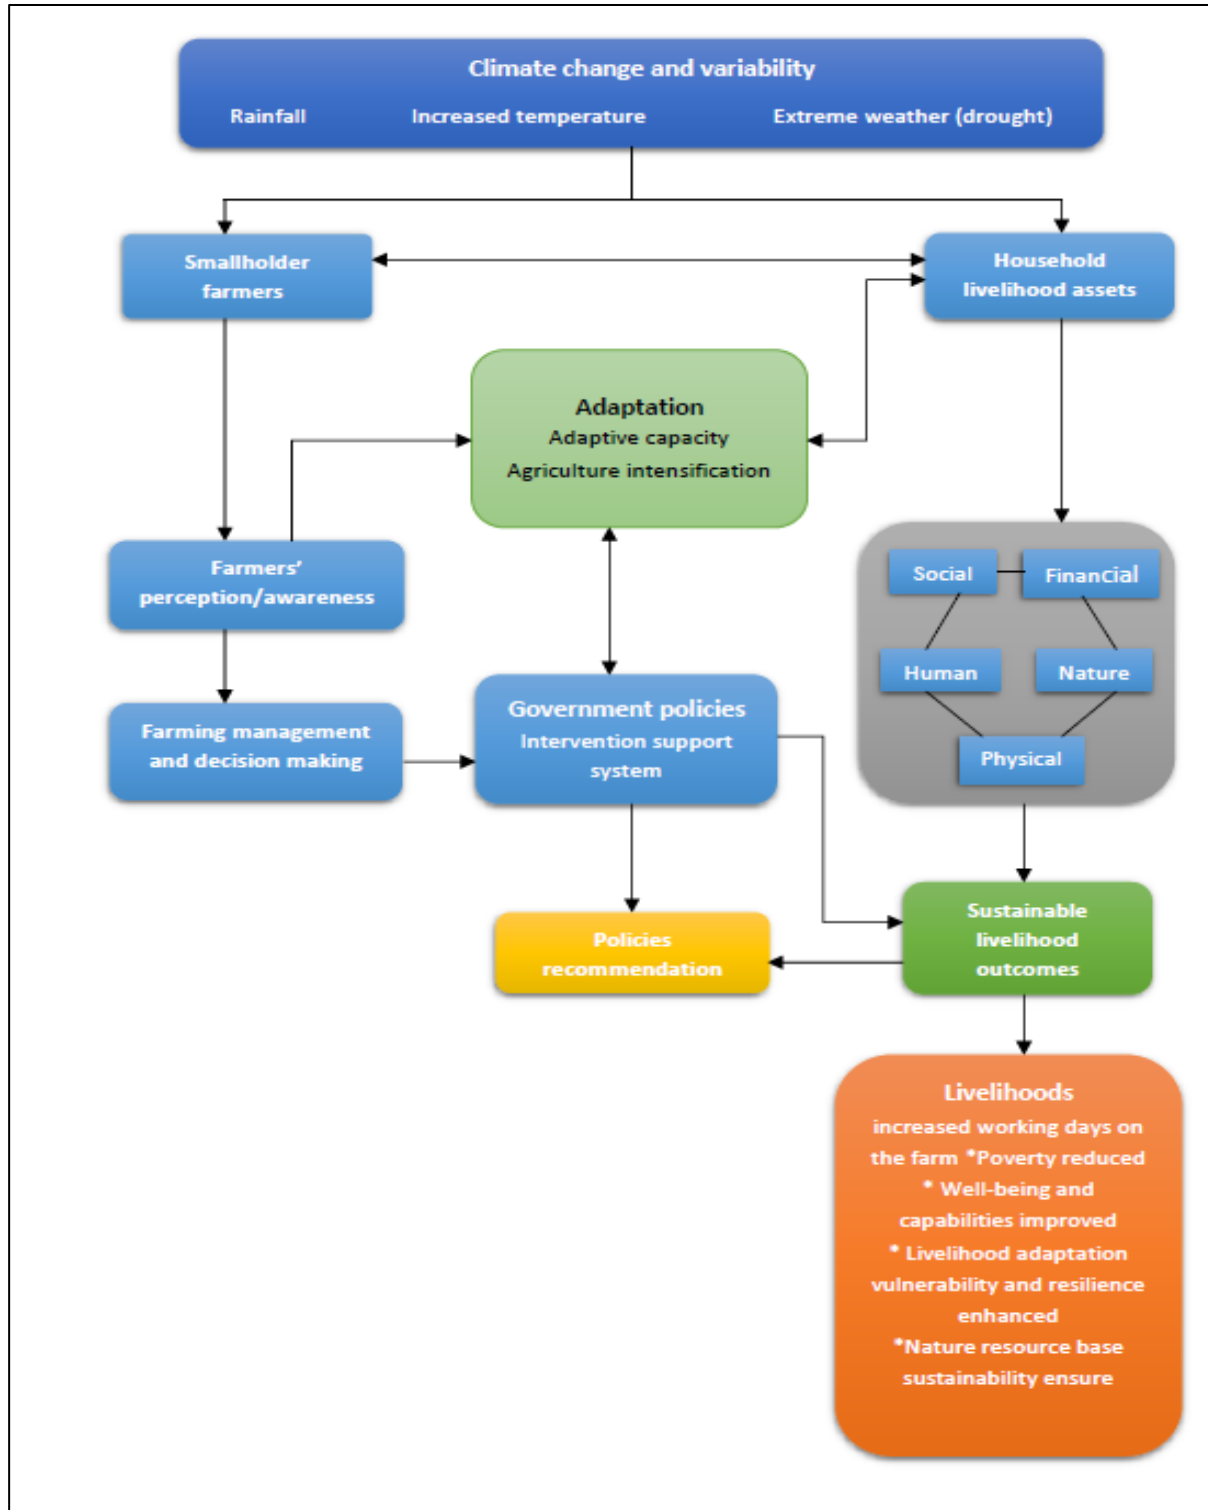 Climate change and variability
Rainfall Increased temperature Extreme weather (drought)
Smallholder
farmers
Household
livelihood assets
Adaptation
Adaptive capacity
Agriculture intensification
Farmers’
perception/awareness
Social
Financial
Human
Nature
Physical
Farming management
and decision making
Government policies
Intervention support
system
Policies
recommendation
Sustainable
livelihood
outcomes
Livelihoods
increased working days on
the farm *Poverty reduced
* Well-being and
capabilities improved
* Livelihood adaptation
vulnerability and resilience
enhanced
*Nature resource base
sustainability ensure